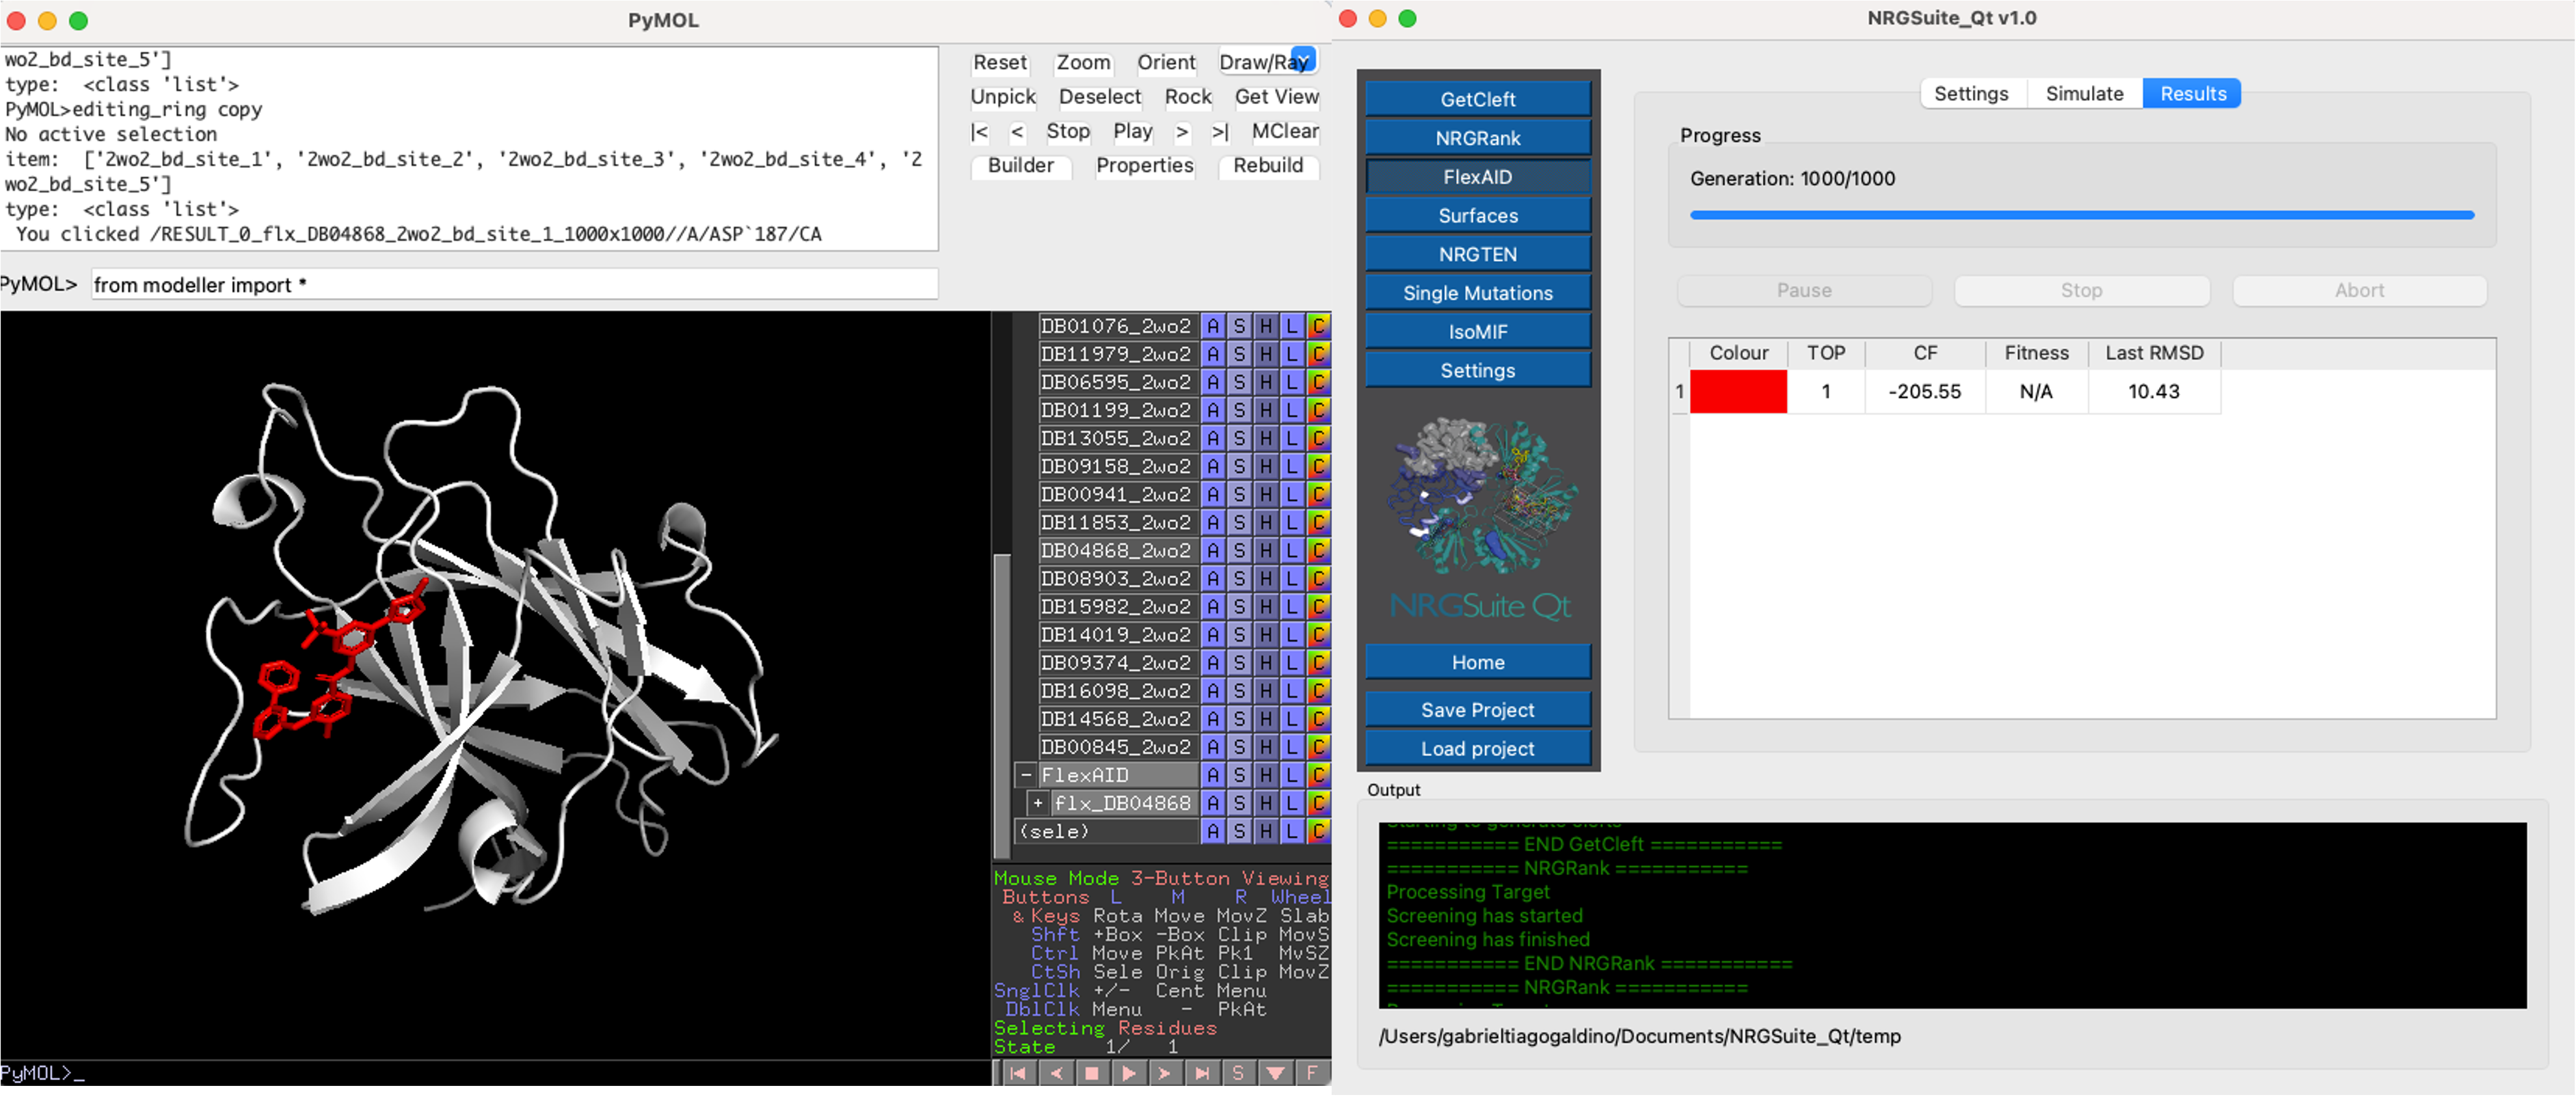 PyMOL
wo2_bd_site_5']
type:  <class 'list'>
PyMOL>editing_ring copy
No active selection
item:  ['2wo2_bd_site_1', '2wo2_bd_site_2', '2wo2_bd_site_3', '2wo2_bd_site_4', '2
wo2_bd_site_5']
type:  <class 'list'>
You clicked /RESULT_0_flx_DB04868_2wo2_bd_site_1_1000x1000//A/ASP`187/CA
PyMOL> from modeller import *
Reset Zoom Orient Draw/Ray
Unpick Deselect Rock Get View
|< < Stop Play > >| MClear
Builder Properties Rebuild
DB01076_2wo2 A S H L C
DB11979_2wo2 A S H L C
DB06595_2wo2 A S H L C
DB01199_2wo2 A S H L C
DB13055_2wo2 A S H L C
DB09158_2wo2 A S H L C
DB00941_2wo2 A S H L C
DB11853_2wo2 A S H L C
DB04868_2wo2 A S H L C
DB08903_2wo2 A S H L C
DB15982_2wo2 A S H L C
DB14019_2wo2 A S H L C
DB09374_2wo2 A S H L C
DB16098_2wo2 A S H L C
DB14568_2wo2 A S H L C
DB00845_2wo2 A S H L C
- FlexAID A S H L C
+ flx_DB04868 A S H L C
(sele) A S H L C
Mouse Mode 3-Button Viewing
Buttons L M R Wheel
& Keys Rota Move MovZ Slab
Shft +Box -Box Clip MovS
Ctrl Move PkAt Pk1 MvSZ
CtSh Sele Orig Clip MovZ
SnglClk +/- Cent Menu
DblClk Menu - PkAt
Selecting Residues
State 1/ 1
S F
PyMOL>_
NRGSuite_Qt v1.0
GetCleft
NRGRank
FlexAID
Surfaces
NRGTEN
Single Mutations
IsoMIF
Settings
NRGSuite Qt
Home
Save Project
Load project
Settings Simulate Results
Progress
Generation: 1000/1000
Pause Stop Abort
Colour TOP CF Fitness Last RMSD
1 1 -205.55 N/A 10.43
Output
Starting to generate clefts
=========== END GetCleft ===========
=========== NRGRank ===========
Processing Target
Screening has started
Screening has finished
=========== END NRGRank ===========
=========== NRGRank ===========
/Users/gabrieltiagogaldino/Documents/NRGSuite_Qt/temp